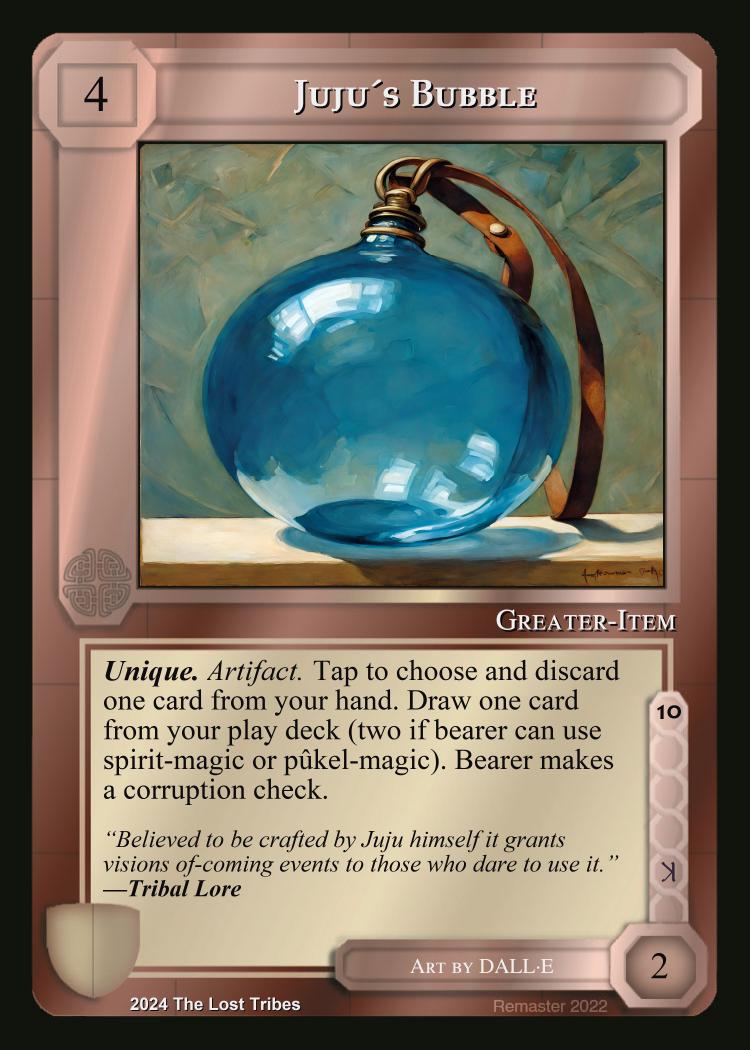 4
Juju´s Bubble
Greater-Item
Unique. Artifact. Tap to choose and discard
one card from your hand. Draw one card
from your play deck (two if bearer can use
spirit-magic or pûkel-magic). Bearer makes
a corruption check.
10
“Believed to be crafted by Juju himself it grants
visions of-coming events to those who dare to use it.”
—Tribal Lore
K
Art by DALL·E
2
2024 The Lost Tribes
Remaster 2022